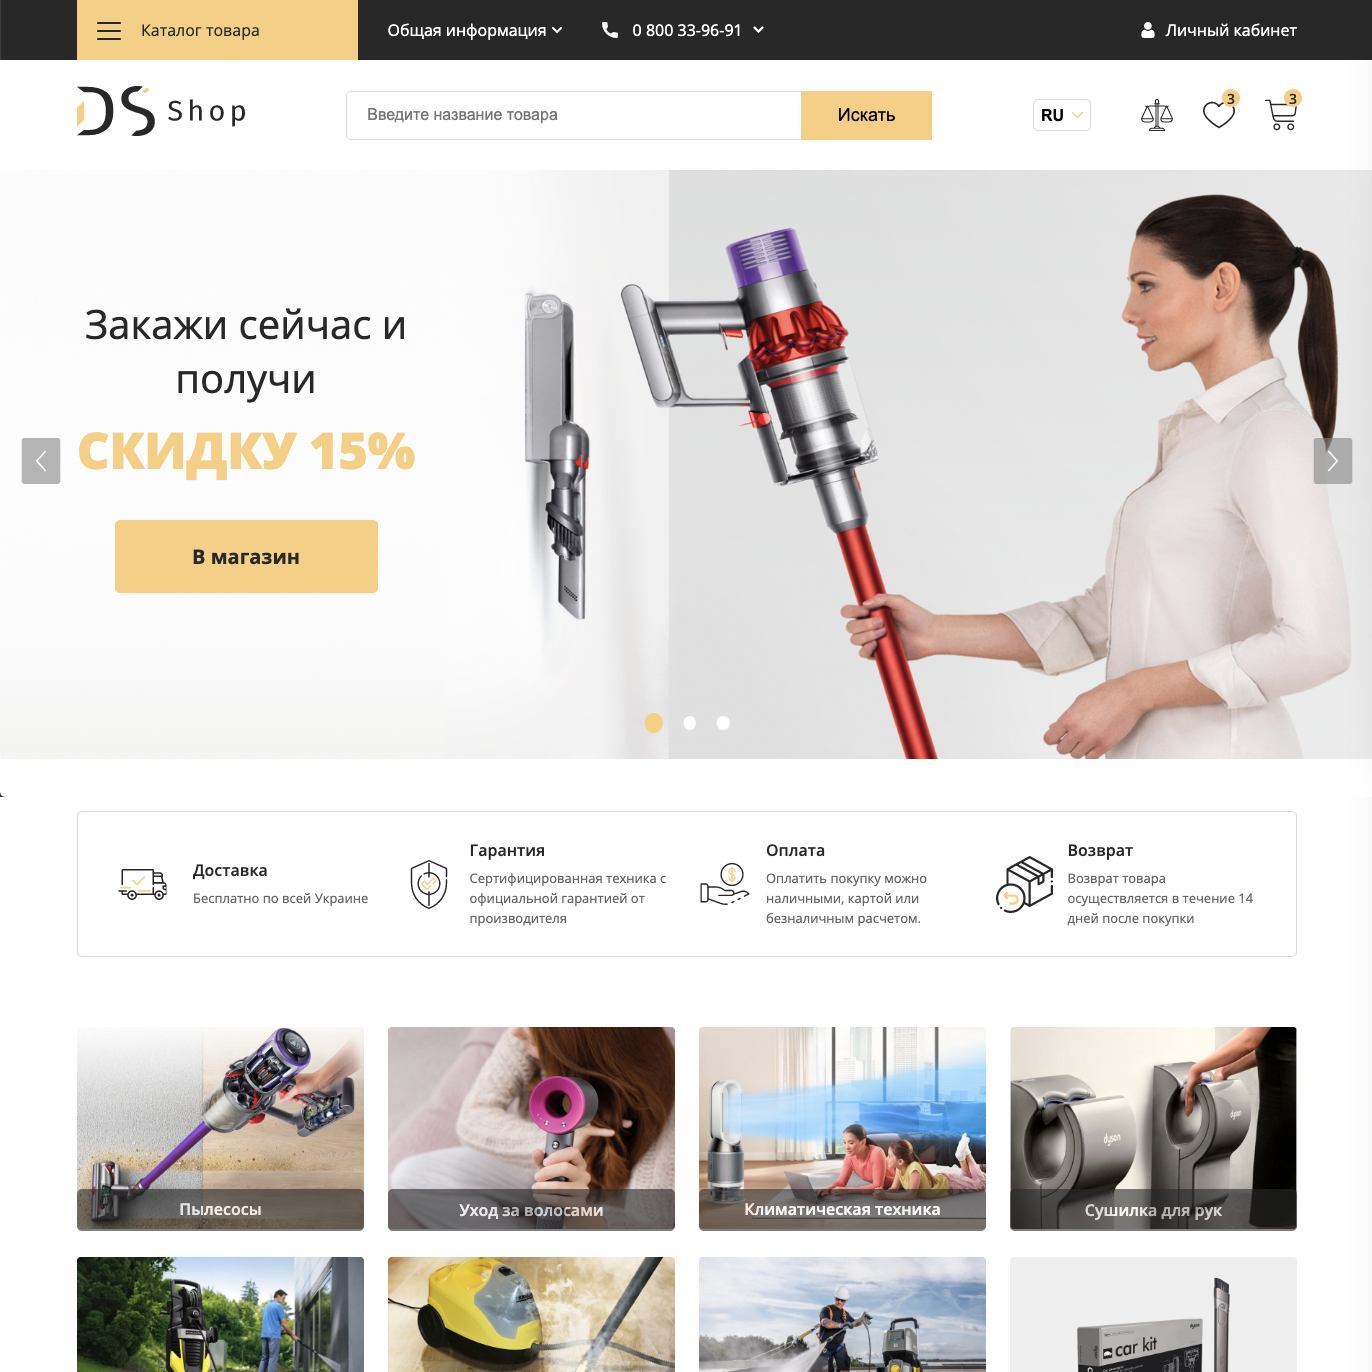 Каталог товара
Общая информация
0 800 33-96-91
Личный кабинет
DS Shop
Введите название товара
Искать
RU
3
3
Закажи сейчас и
получи
СКИДКУ 15%
В магазин
Доставка
Бесплатно по всей Украине
Гарантия
Сертифицированная техника с
официальной гарантией от
производителя
Оплата
Оплатить покупку можно
наличными, картой или
безналичным расчетом.
Возврат
Возврат товара
осуществляется в течение 14
дней после покупки
dyson
dyson
Пылесосы
Уход за волосами
Климатическая техника
Сушилка для рук
dyson
car kit